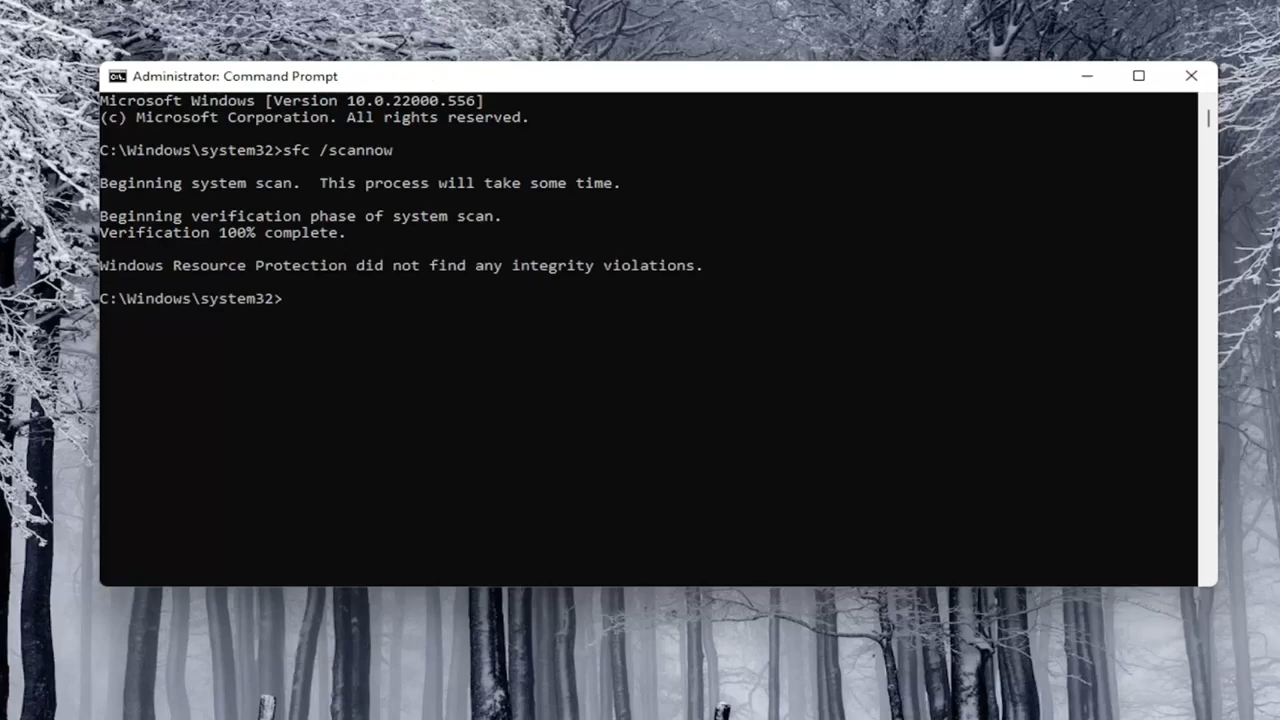 Administrator: Command Prompt
Microsoft Windows [Version 10.0.22000.556]
(c) Microsoft Corporation. All rights reserved.
C:\Windows\system32>sfc /scannow
Beginning system scan.  This process will take some time.
Beginning verification phase of system scan.
Verification 100% complete.
Windows Resource Protection did not find any integrity violations.
C:\Windows\system32>